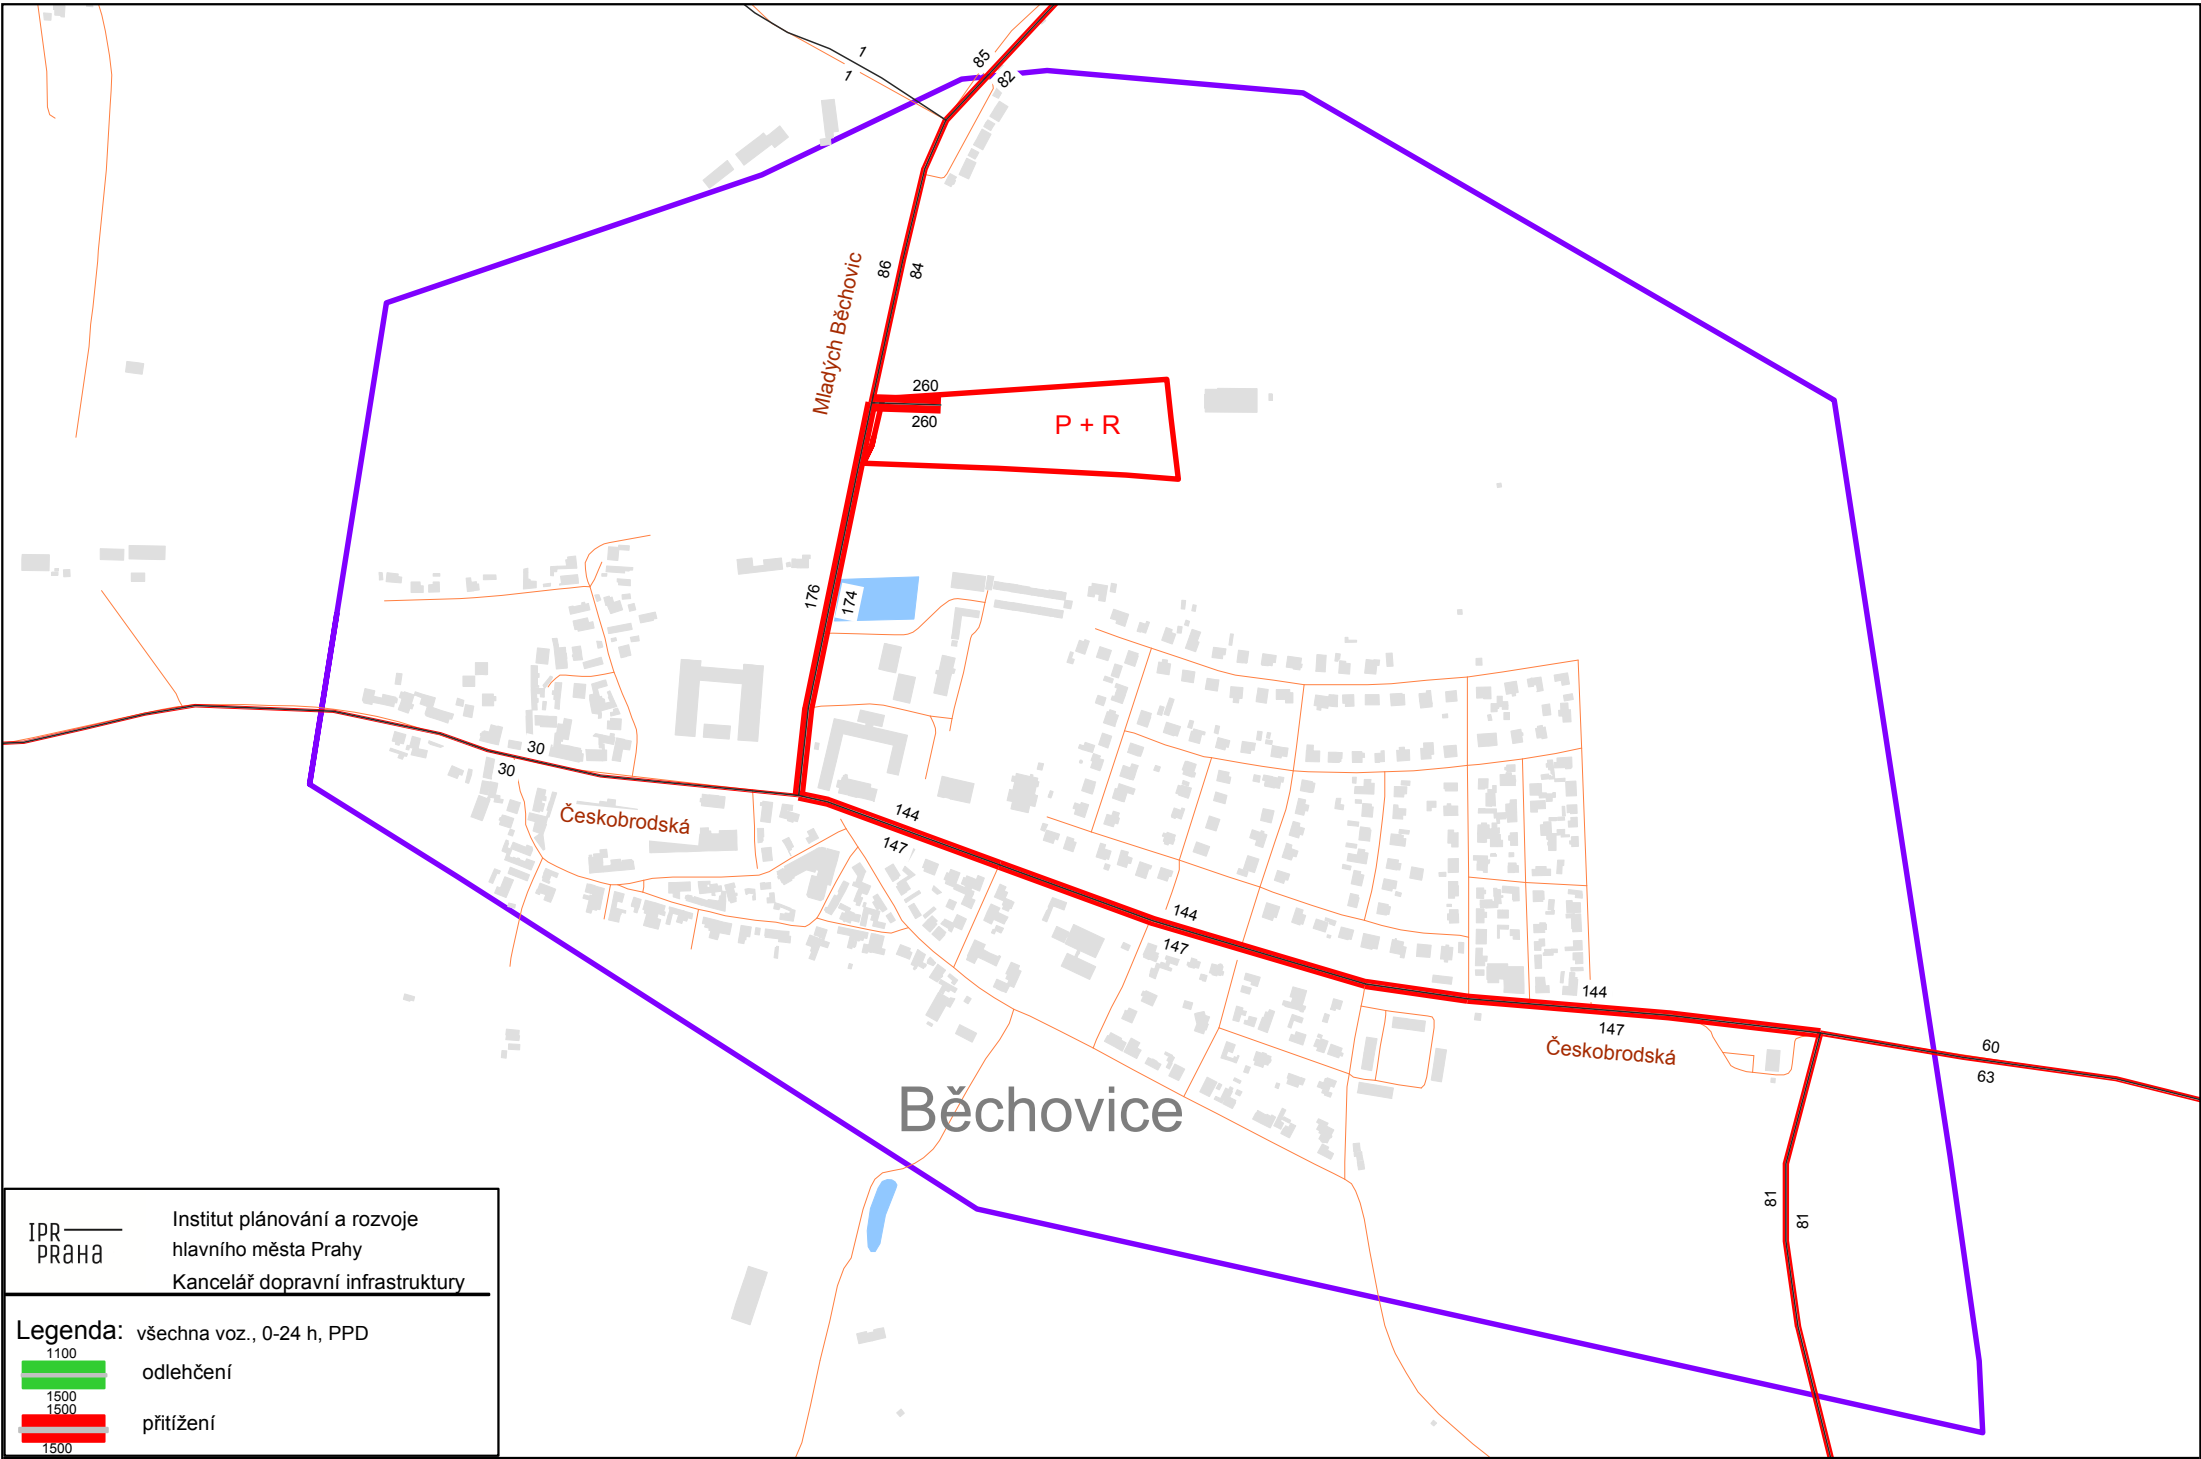 1
1
85
82
86
84
Mladých Běchovic
260
260
P + R
176
174
30
30
Českobrodská
144
147
144
147
144
147
Českobrodská
60
63
Běchovice
81
81
IPR
PRAHA
Institut plánování a rozvoje
hlavního města Prahy
Kancelář dopravní infrastruktury
Legenda: všechna voz., 0-24 h, PPD
1100
odlehčení
1500
1500
přitížení
1500